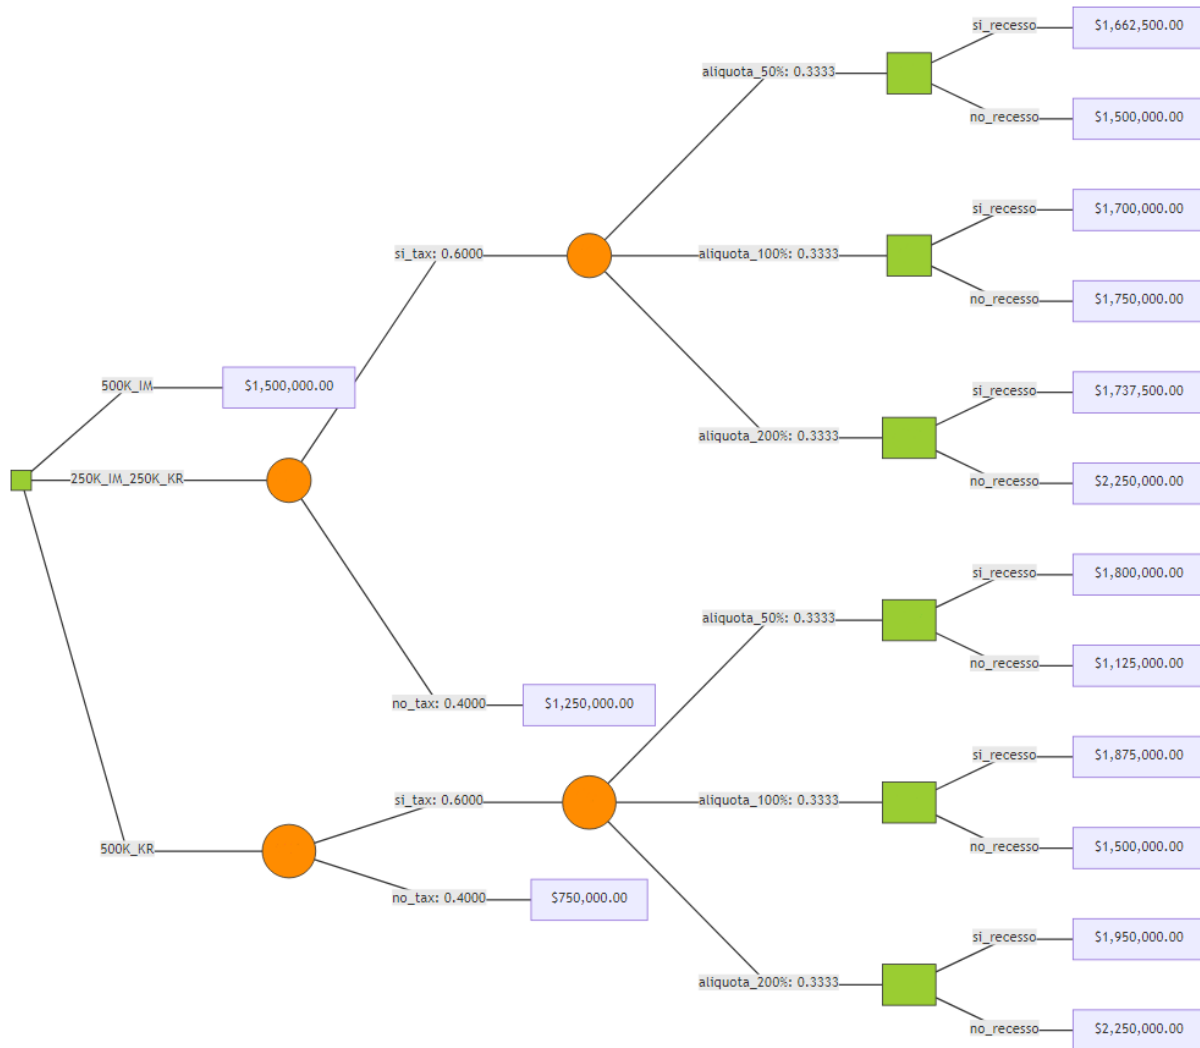 si_recesso
$1,662,500.00
aliquota_50%: 0.3333
no_recesso
$1,500,000.00
si_recesso
$1,700,000.00
si_tax: 0.6000
aliquota_100%: 0.3333
no_recesso
$1,750,000.00
500K_IM
$1,500,000.00
si_recesso
$1,737,500.00
aliquota_200%: 0.3333
250K_IM_250K_KR
no_recesso
$2,250,000.00
si_recesso
$1,800,000.00
aliquota_50%: 0.3333
no_recesso
$1,125,000.00
no_tax: 0.4000
$1,250,000.00
si_recesso
$1,875,000.00
si_tax: 0.6000
aliquota_100%: 0.3333
500K_KR
no_recesso
$1,500,000.00
no_tax: 0.4000
$750,000.00
si_recesso
$1,950,000.00
aliquota_200%: 0.3333
no_recesso
$2,250,000.00